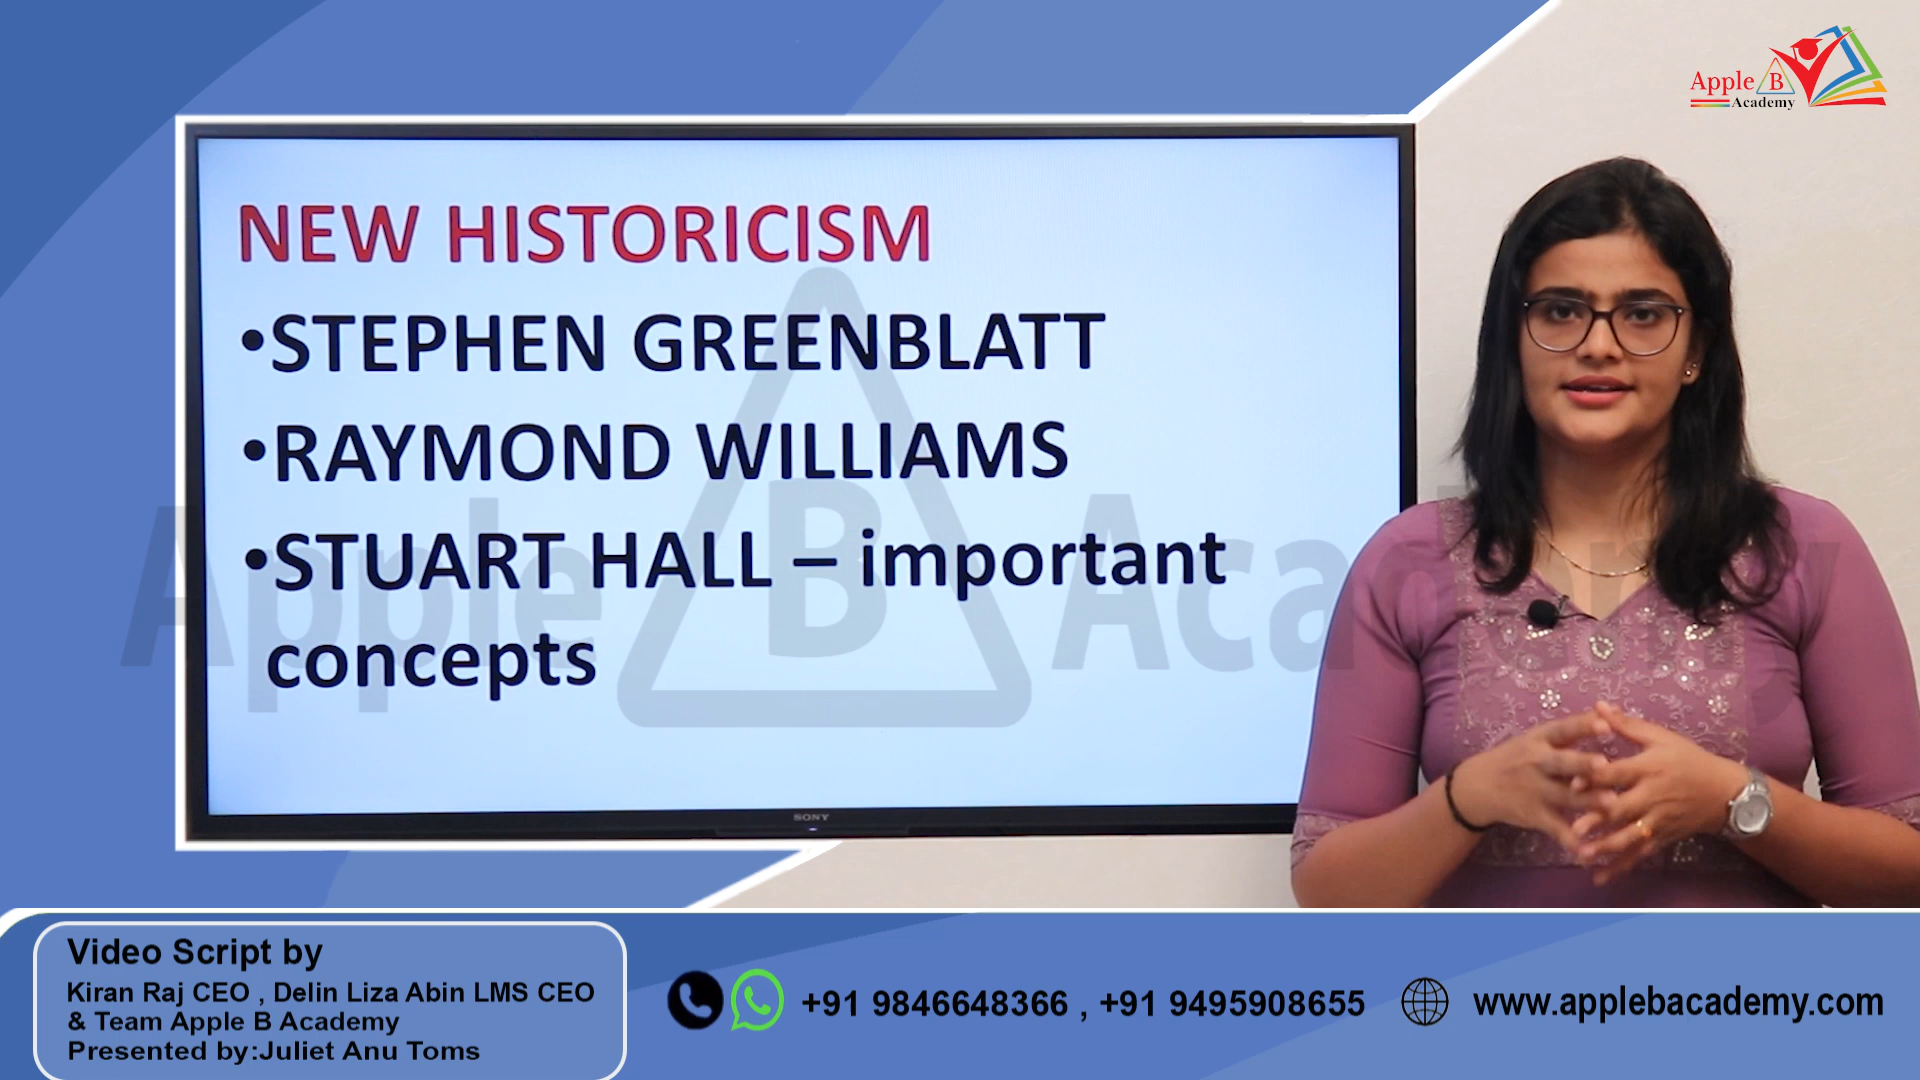 Apple B
Academy
NEW HISTORICISM
•STEPHEN GREENBLATT
•RAYMOND WILLIAMS
•STUART HALL – important
concepts
Apple B Academy
SONY
Video Script by
Kiran Raj CEO , Delin Liza Abin LMS CEO
& Team Apple B Academy
Presented by:Juliet Anu Toms
+91 9846648366 , +91 9495908655
www.applebacademy.com